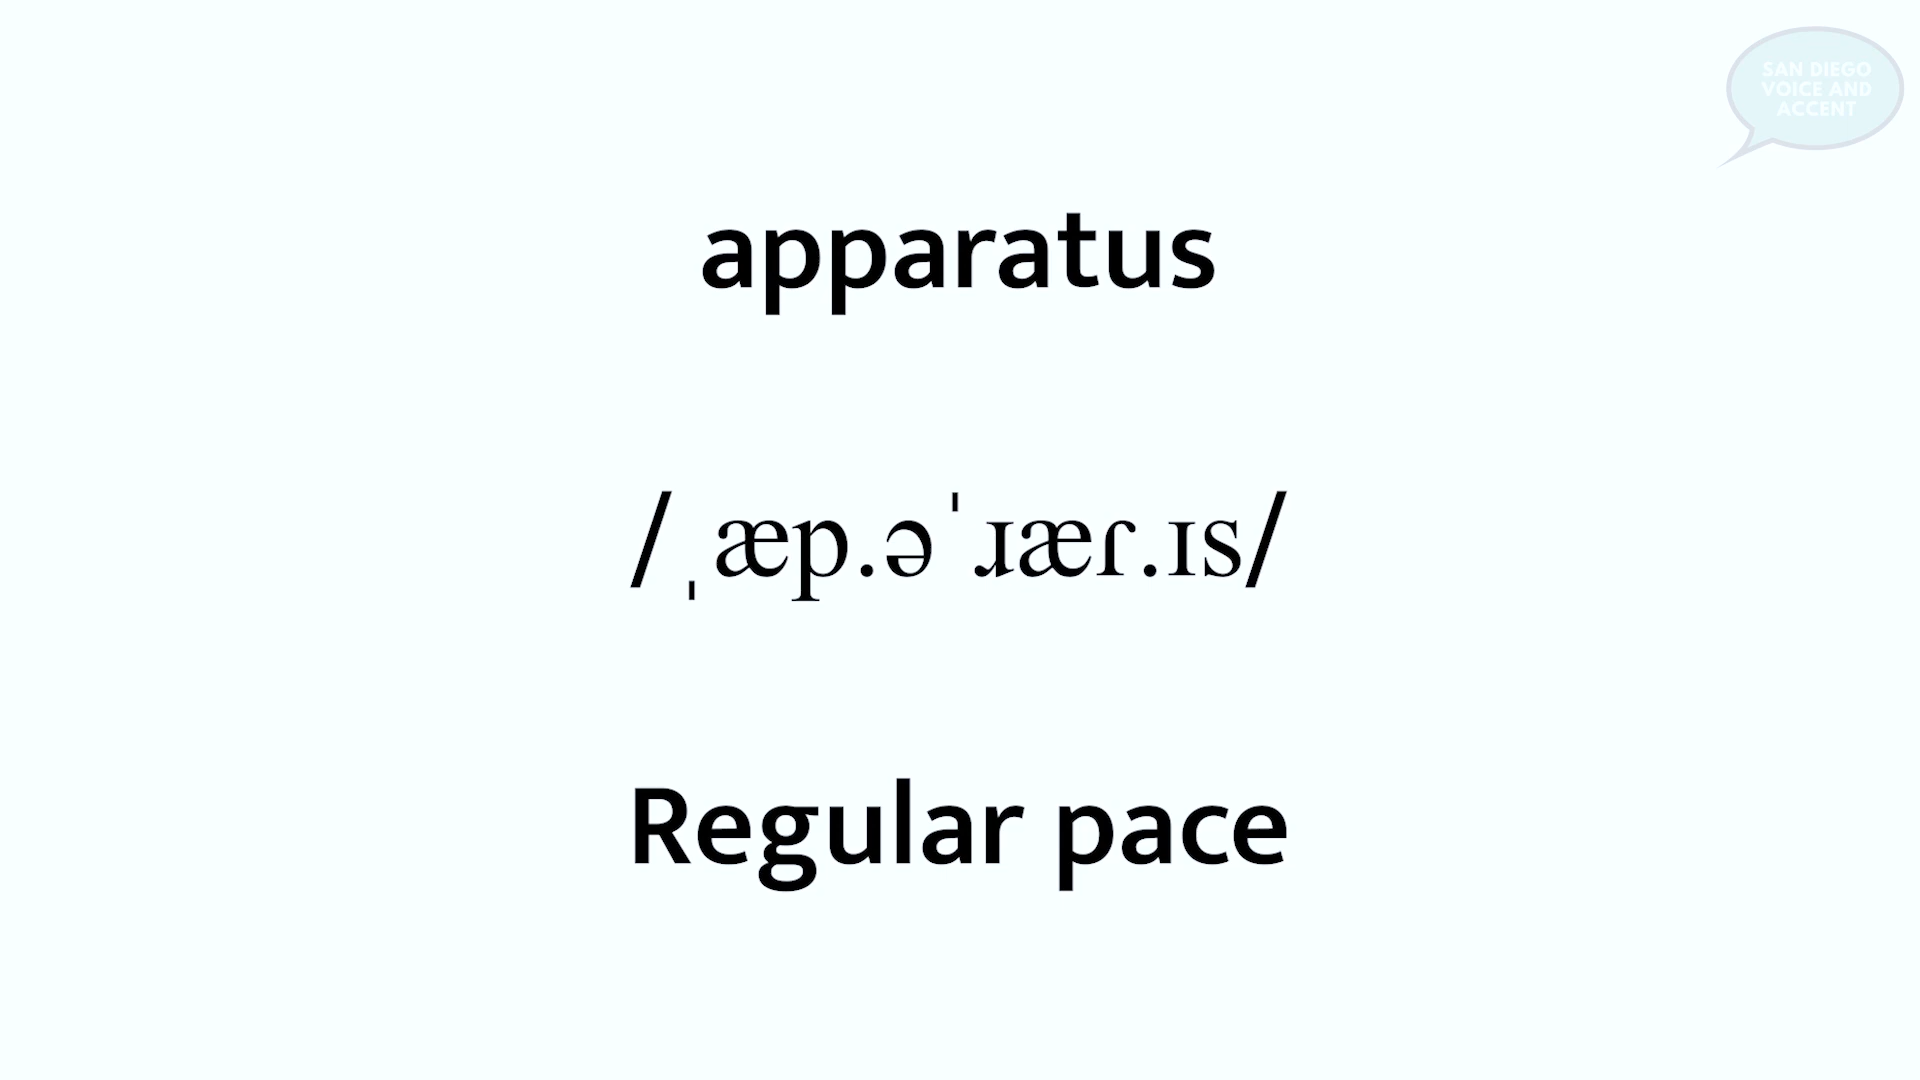 SAN DIEGO
VOICE AND
ACCENT
apparatus
/ˌæp.əˈɹæɾ.ɪs/
Regular pace